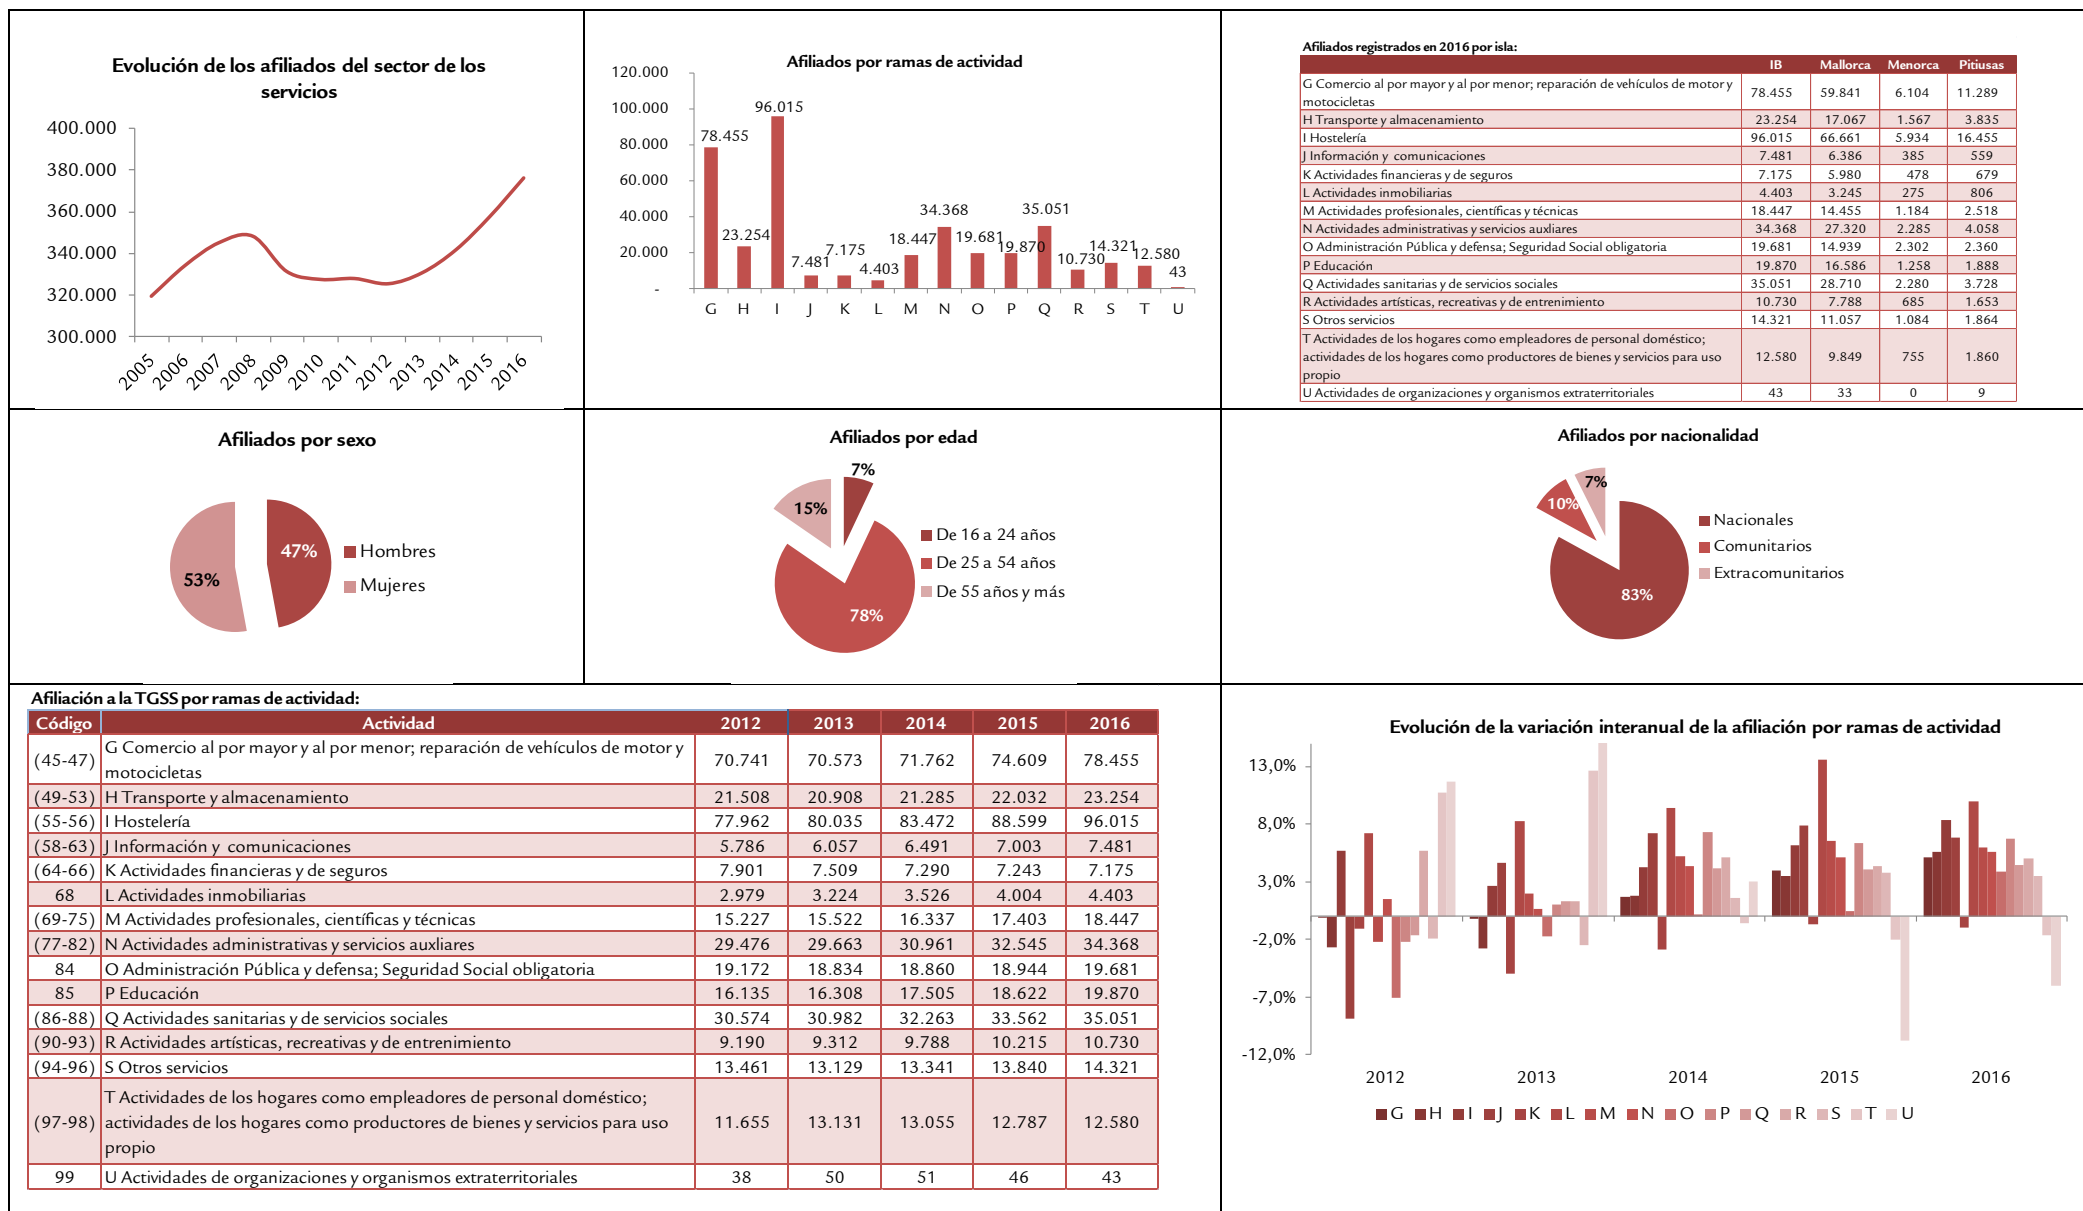 Evolución de los afiliados del sector de los
servicios
400.000
380.000
360.000
340.000
320.000
300.000
2005 2006 2007 2008 2009 2010 2011 2012 2013 2014 2015 2016
Afiliados por ramas de actividad
120.000
100.000
80.000
60.000
40.000
20.000
-
78.455 23.254 96.015 7.481 7.175 4.403 18.447 34.368 19.681 19.870 35.051 10.730 14.321 12.580 43
G H I J K L M N O P Q R S T U
Afiliados registrados en 2016 por isla:
IB Mallorca Menorca Pitiusas
G Comercio al por mayor y al por menor; reparación de vehículos de motor y
motocicletas 78.455 59.841 6.104 11.289
H Transporte y almacenamiento 23.254 17.067 1.567 3.835
I Hostelería 96.015 66.661 5.934 16.455
J Información y comunicaciones 7.481 6.386 385 559
K Actividades financieras y de seguros 7.175 5.980 478 679
L Actividades inmobiliarias 4.403 3.245 275 806
M Actividades profesionales, científicas y técnicas 18.447 14.455 1.184 2.518
N Actividades administrativas y servicios auxliares 34.368 27.320 2.285 4.058
O Administración Pública y defensa; Seguridad Social obligatoria 19.681 14.939 2.302 2.360
P Educación 19.870 16.586 1.258 1.888
Q Actividades sanitarias y de servicios sociales 35.051 28.710 2.280 3.728
R Actividades artísticas, recreativas y de entrenimiento 10.730 7.788 685 1.653
S Otros servicios 14.321 11.057 1.084 1.864
T Actividades de los hogares como empleadores de personal doméstico;
actividades de los hogares como productores de bienes y servicios para uso 12.580 9.849 755 1.860
propio
U Actividades de organizaciones y organismos extraterritoriales 43 33 0 9
Afiliados por sexo
47%
53%
Hombres
Mujeres
Afiliados por edad
7%
15%
78%
De 16 a 24 años
De 25 a 54 años
De 55 años y más
Afiliados por nacionalidad
7%
10%
83%
Nacionales
Comunitarios
Extracomunitarios
Afiliación a la TGSS por ramas de actividad:
Código Actividad 2012 2013 2014 2015 2016
(45-47) G Comercio al por mayor y al por menor; reparación de vehículos de motor y
motocicletas 70.741 70.573 71.762 74.609 78.455
(49-53) H Transporte y almacenamiento 21.508 20.908 21.285 22.032 23.254
(55-56) I Hostelería 77.962 80.035 83.472 88.599 96.015
(58-63) J Información y comunicaciones 5.786 6.057 6.491 7.003 7.481
(64-66) K Actividades financieras y de seguros 7.901 7.509 7.290 7.243 7.175
68 L Actividades inmobiliarias 2.979 3.224 3.526 4.004 4.403
(69-75) M Actividades profesionales, científicas y técnicas 15.227 15.522 16.337 17.403 18.447
(77-82) N Actividades administrativas y servicios auxliares 29.476 29.663 30.961 32.545 34.368
84 O Administración Pública y defensa; Seguridad Social obligatoria 19.172 18.834 18.860 18.944 19.681
85 P Educación 16.135 16.308 17.505 18.622 19.870
(86-88) Q Actividades sanitarias y de servicios sociales 30.574 30.982 32.263 33.562 35.051
(90-93) R Actividades artísticas, recreativas y de entrenimiento 9.190 9.312 9.788 10.215 10.730
(94-96) S Otros servicios 13.461 13.129 13.341 13.840 14.321
T Actividades de los hogares como empleadores de personal doméstico;
(97-98) actividades de los hogares como productores de bienes y servicios para uso 11.655 13.131 13.055 12.787 12.580
propio
99 U Actividades de organizaciones y organismos extraterritoriales 38 50 51 46 43
Evolución de la variación interanual de la afiliación por ramas de actividad
13,0%
8,0%
3,0%
-2,0%
-7,0%
-12,0%
2012 2013 2014 2015 2016
G H I J K L M N O P Q R S T U